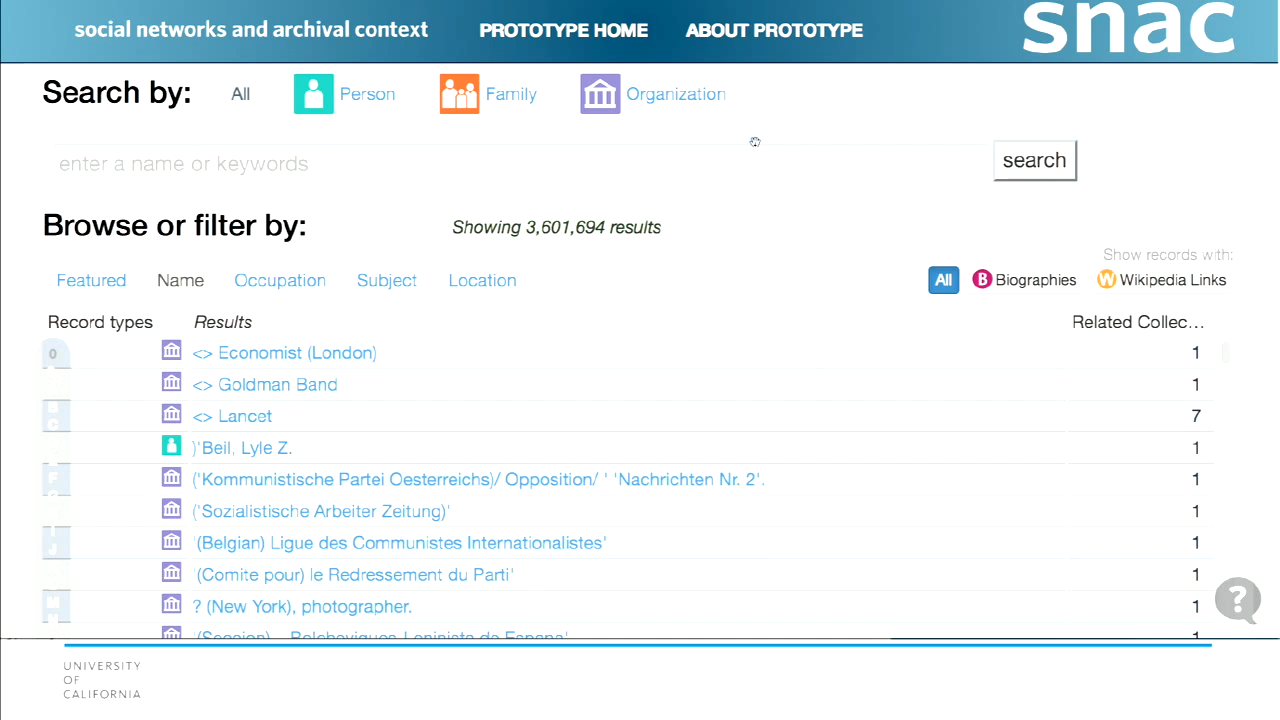 social networks and archival context PROTOTYPE HOME ABOUT PROTOTYPE snac
Search by: All Person Family Organization
enter a name or keywords search
Browse or filter by: Showing 3,601,694 results
Show records with:
Featured Name Occupation Subject Location All B Biographies W Wikipedia Links
Record types Results Related Collec...
0 <> Economist (London) 1
<> Goldman Band 1
<> Lancet 7
)'Beil, Lyle Z. 1
('Kommunistische Partei Oesterreichs)/ Opposition/ ' 'Nachrichten Nr. 2'. 1
('Sozialistische Arbeiter Zeitung)' 1
'(Belgian) Ligue des Communistes Internationalistes' 1
'(Comite pour) le Redressement du Parti' 1
? (New York), photographer. 1
?
UNIVERSITY
OF
CALIFORNIA